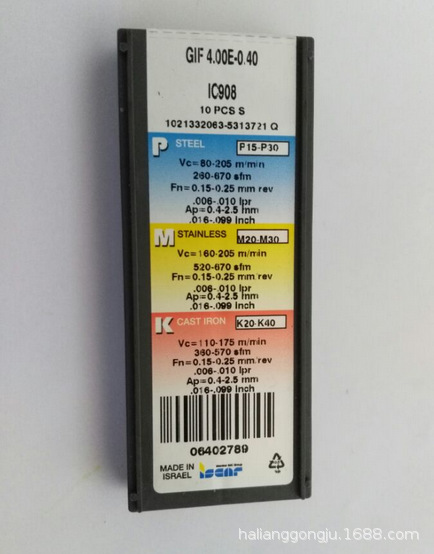 GIF 4.00E-0.40
IC908
10 PCS S
1021332063-5313721 Q
P STEEL P15-P30
Vc=80-205 m/min
260-670 sfm
Fn=0.15-0.25 mm rev
.006-.010 Ipr
Ap=0.4-2.5 mm
.016-.099 Inch
M STAINLESS M20-M30
Vc=160-205 m/min
520-670 sfm
Fn=0.15-0.25 mm/rev
.006-.010 Ipr
Ap=0.4-2.5 mm
.016-.099 Inch
K CAST IRON K20-K40
Vc=110-175 m/min
360-570 sfm
Fn=0.15-0.25 mm/rev
.006-.010 Ipr
Ap=0.4-2.5 mm
.016-.099 Inch
06402789
MADE IN
ISRAEL
iscar
haliangongju.1688.com